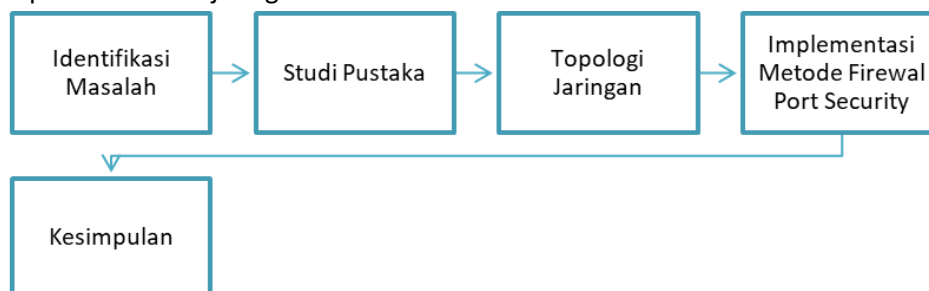 Identifikasi
Masalah
Studi Pustaka
Topologi
Jaringan
Implementasi
Metode Firewal
Port Security
Kesimpulan